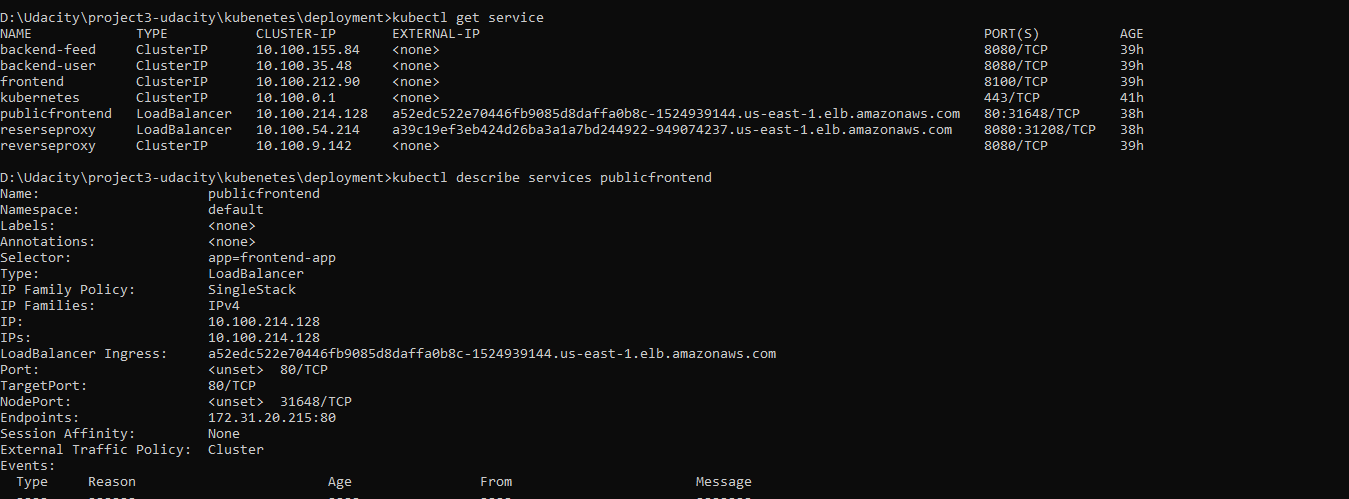 D:\Udacity\project3-udacity\kubenetes\deployment>kubectl get service
NAME TYPE CLUSTER-IP EXTERNAL-IP PORT(S) AGE
backend-feed ClusterIP 10.100.155.84 <none> 8080/TCP 39h
backend-user ClusterIP 10.100.35.48 <none> 8080/TCP 39h
frontend ClusterIP 10.100.212.90 <none> 8100/TCP 39h
kubernetes ClusterIP 10.100.0.1 <none> 443/TCP 41h
publicfrontend LoadBalancer 10.100.214.128 a52edc522e70446fb9085d8daffa0b8c-1524939144.us-east-1.elb.amazonaws.com 80:31648/TCP 38h
reserseproxy LoadBalancer 10.100.54.214 a39c19ef3eb424d26ba3a1a7bd244922-949074237.us-east-1.elb.amazonaws.com 8080:31208/TCP 38h
reverseproxy ClusterIP 10.100.9.142 <none> 8080/TCP 39h
D:\Udacity\project3-udacity\kubenetes\deployment>kubectl describe services publicfrontend
Name: publicfrontend
Namespace: default
Labels: <none>
Annotations: <none>
Selector: app=frontend-app
Type: LoadBalancer
IP Family Policy: SingleStack
IP Families: IPv4
IP: 10.100.214.128
IPs: 10.100.214.128
LoadBalancer Ingress: a52edc522e70446fb9085d8daffa0b8c-1524939144.us-east-1.elb.amazonaws.com
Port: <unset> 80/TCP
TargetPort: 80/TCP
NodePort: <unset> 31648/TCP
Endpoints: 172.31.20.215:80
Session Affinity: None
External Traffic Policy: Cluster
Events:
Type Reason Age From Message
---- ------ ---- ---- -------